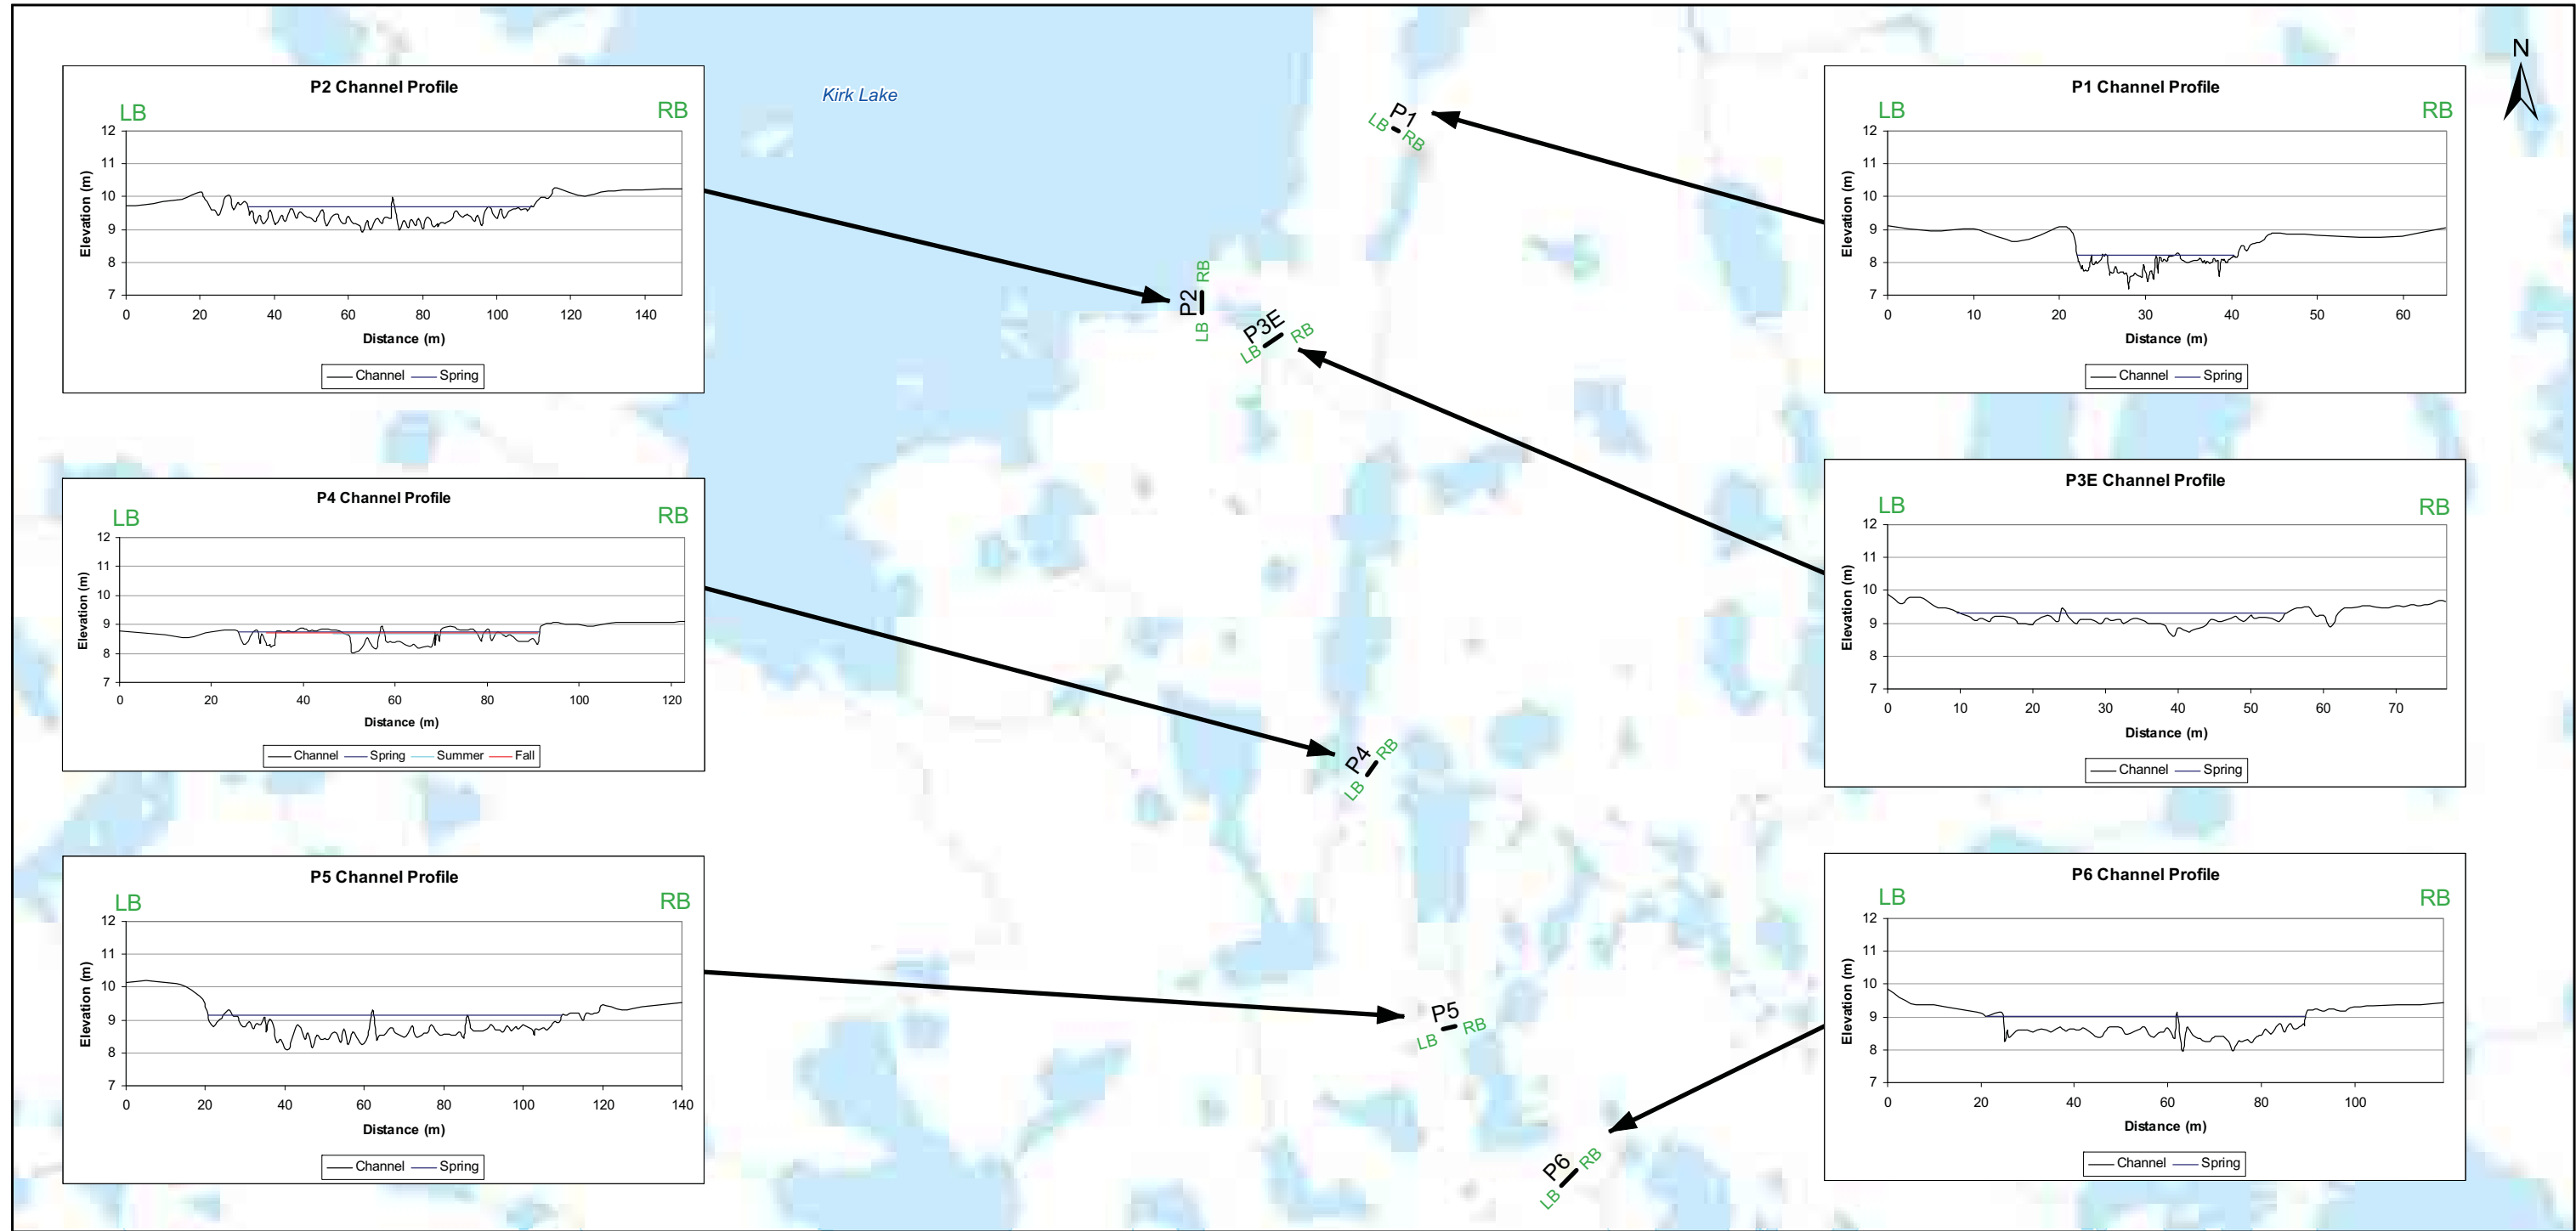 N
Kirk Lake
P2 Channel Profile
LB RB
12
11
10
9
8
7
Elevation (m)
0 20 40 60 80 100 120 140
Distance (m)
Channel Spring
P1 Channel Profile
LB RB
12
11
10
9
8
7
Elevation (m)
0 10 20 30 40 50 60
Distance (m)
Channel Spring
P1
LB RB
P2
LB RB
P3E
LB RB
P4 Channel Profile
LB RB
12
11
10
9
8
7
Elevation (m)
0 20 40 60 80 100 120
Distance (m)
Channel Spring Summer Fall
P3E Channel Profile
LB RB
12
11
10
9
8
7
Elevation (m)
0 10 20 30 40 50 60 70
Distance (m)
Channel Spring
P4
LB RB
P5 Channel Profile
LB RB
12
11
10
9
8
7
Elevation (m)
0 20 40 60 80 100 120 140
Distance (m)
Channel Spring
P6 Channel Profile
LB RB
12
11
10
9
8
7
Elevation (m)
0 20 40 60 80 100
Distance (m)
Channel Spring
P5
LB RB
P6
LB RB